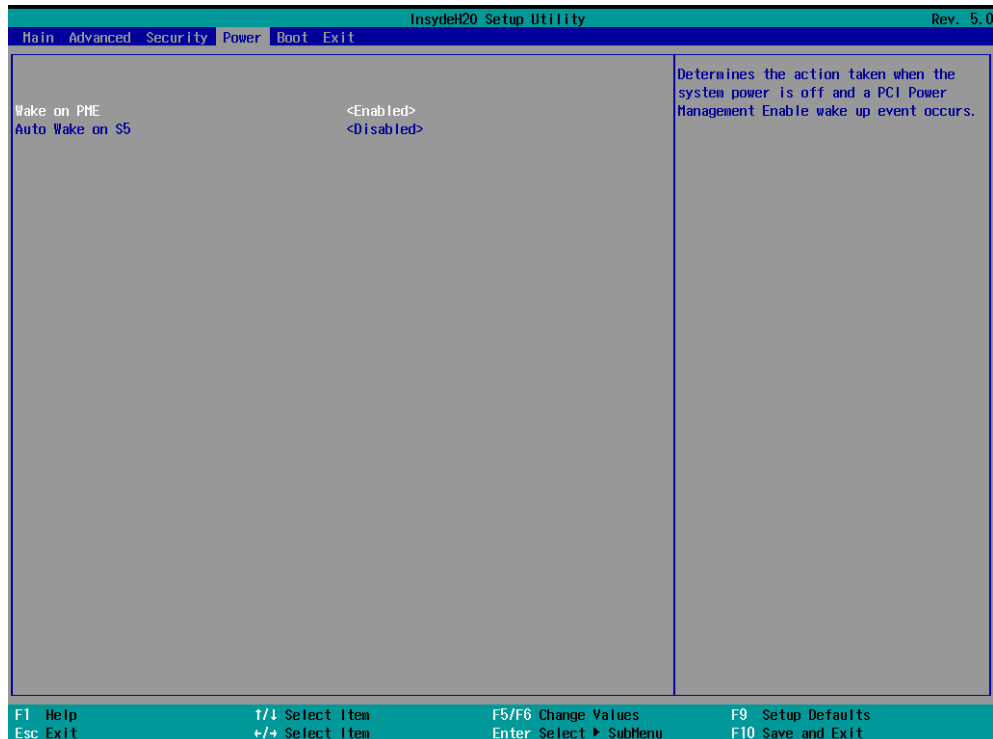 InsydeH20 Setup Utility Rev. 5.0
Main Advanced Security Power Boot Exit
Wake on PME <Enabled>
Auto Wake on S5 <Disabled>
Determines the action taken when the
system power is off and a PCI Power
Management Enable wake up event occurs.
F1 Help ↑/↓ Select Item F5/F6 Change Values F9 Setup Defaults
Esc Exit ←/→ Select Item Enter Select ▶ SubMenu F10 Save and Exit